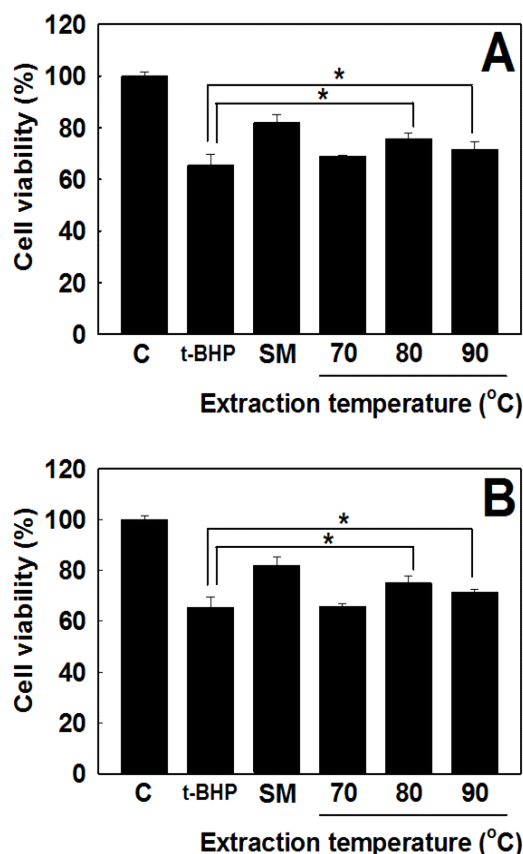 A
120
100
80
60
40
20
0
Cell viability (%)
*
*
C t-BHP SM 70 80 90
Extraction temperature (°C)
B
120
100
80
60
40
20
0
Cell viability (%)
*
*
C t-BHP SM 70 80 90
Extraction temperature (°C)